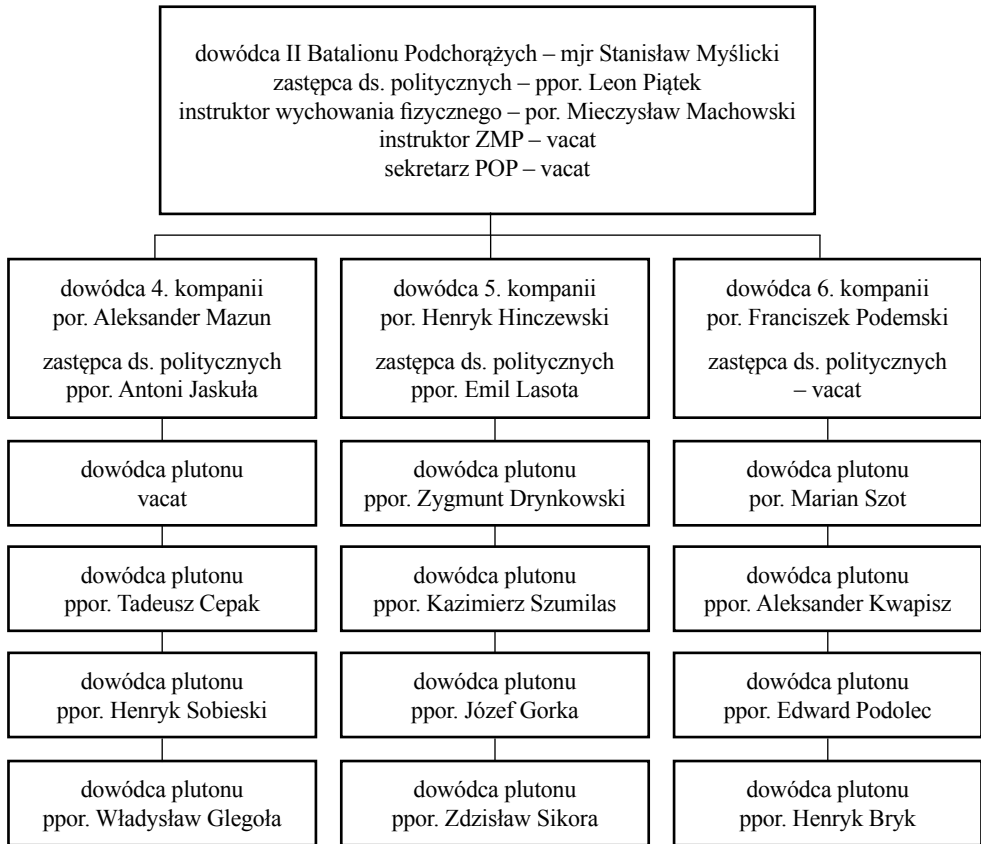 dowódca II Batalionu Podchorążych – mjr Stanisław Myślicki
zastępca ds. politycznych – ppor. Leon Piątek
instruktor wychowania fizycznego – por. Mieczysław Machowski
instruktor ZMP – vacat
sekretarz POP – vacat
dowódca 4. kompanii
por. Aleksander Mazun
zastępca ds. politycznych
ppor. Antoni Jaskuła
dowódca plutonu
vacat
dowódca plutonu
ppor. Tadeusz Cepak
dowódca plutonu
ppor. Henryk Sobieski
dowódca plutonu
ppor. Władysław Glegoła
dowódca 5. kompanii
por. Henryk Hinczewski
zastępca ds. politycznych
ppor. Emil Lasota
dowódca plutonu
ppor. Zygmunt Drynkowski
dowódca plutonu
ppor. Kazimierz Szumilas
dowódca plutonu
ppor. Józef Gorka
dowódca plutonu
ppor. Zdzisław Sikora
dowódca 6. kompanii
por. Franciszek Podemski
zastępca ds. politycznych
– vacat
dowódca plutonu
por. Marian Szot
dowódca plutonu
ppor. Aleksander Kwapisz
dowódca plutonu
ppor. Edward Podolec
dowódca plutonu
ppor. Henryk Bryk